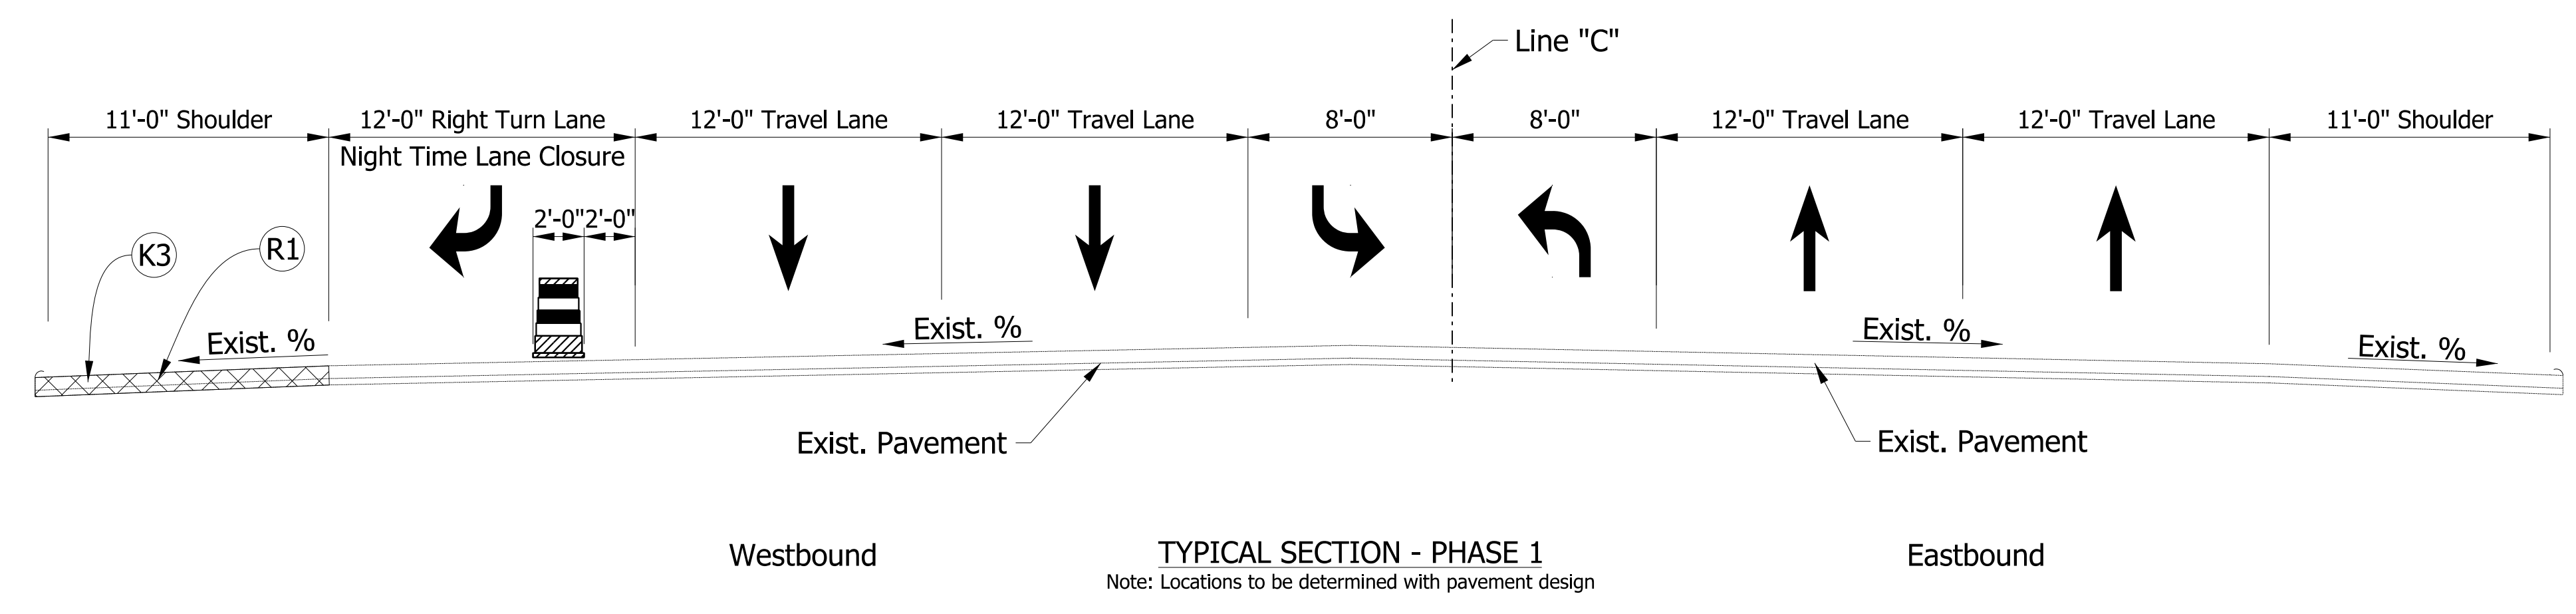 Line "C"
11'-0" Shoulder
12'-0" Right Turn Lane
12'-0" Travel Lane
12'-0" Travel Lane
8'-0"
8'-0"
12'-0" Travel Lane
12'-0" Travel Lane
11'-0" Shoulder
Night Time Lane Closure
2'-0"
2'-0"
K3
R1
Exist. %
Exist. %
Exist. %
Exist. %
Exist. Pavement
Exist. Pavement
Westbound
TYPICAL SECTION - PHASE 1
Eastbound
Note: Locations to be determined with pavement design